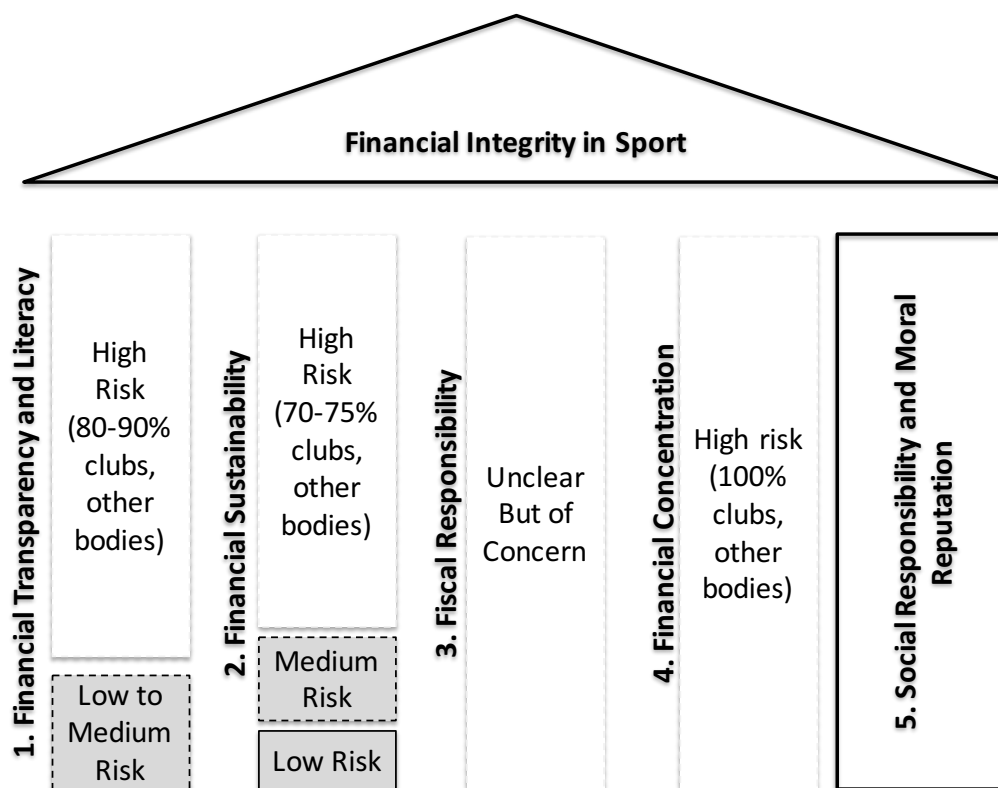 Financial Integrity in Sport
1. Financial Transparency and Literacy
High
Risk
(80-90%
clubs,
other
bodies)
Low to
Medium
Risk
2. Financial Sustainability
High
Risk
(70-75%
clubs,
other
bodies)
Medium
Risk
Low Risk
3. Fiscal Responsibility
Unclear
But of
Concern
4. Financial Concentration
High risk
(100%
clubs,
other
bodies)
5. Social Responsibility and Moral
Reputation